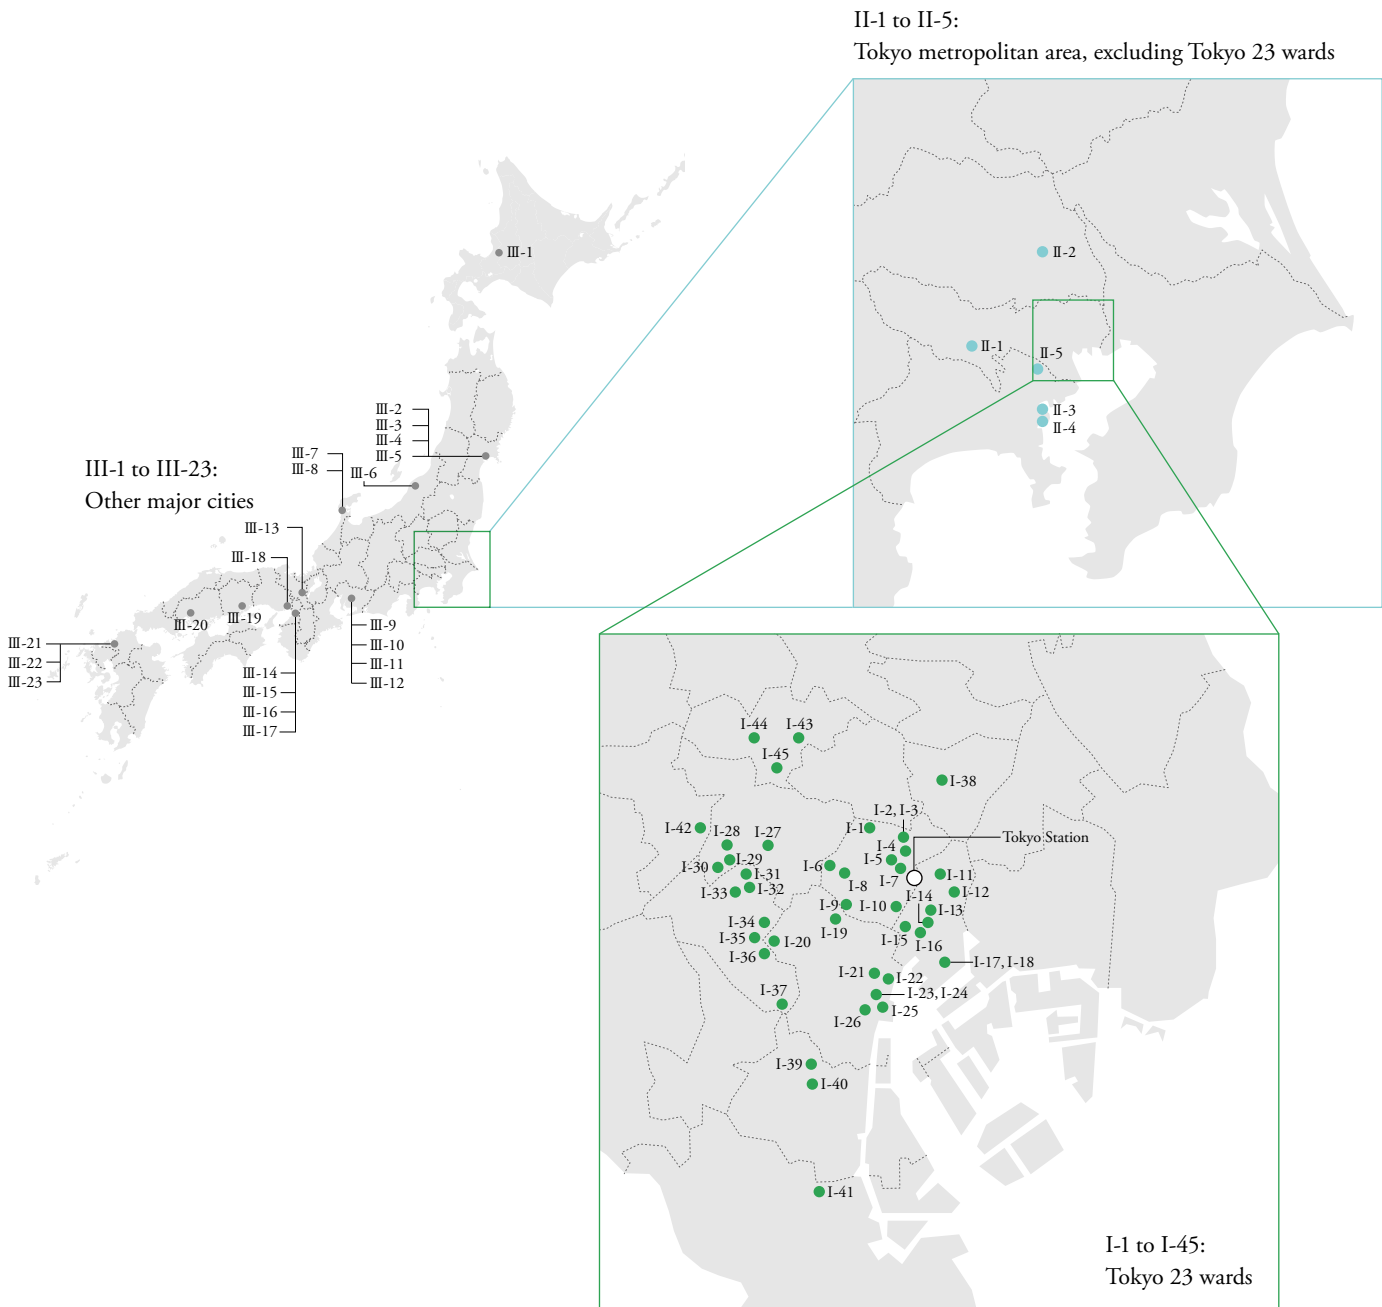 II-1 to II-5:
Tokyo metropolitan area, excluding Tokyo 23 wards
Ⅱ-2
Ⅱ-1
Ⅱ-5
Ⅱ-3
Ⅱ-4
III-1 to III-23:
Other major cities
Ⅲ-1
Ⅲ-2
Ⅲ-3
Ⅲ-4
Ⅲ-5
Ⅲ-7
Ⅲ-8
Ⅲ-6
Ⅲ-13
Ⅲ-18
Ⅲ-20
Ⅲ-19
Ⅲ-21
Ⅲ-22
Ⅲ-23
Ⅲ-9
Ⅲ-10
Ⅲ-11
Ⅲ-12
Ⅲ-14
Ⅲ-15
Ⅲ-16
Ⅲ-17
I-44
I-43
I-45
I-38
I-2, I-3
I-42
I-28
I-27
I-1
Tokyo Station
I-4
I-5
I-29
I-30
I-6
I-31
I-7
I-11
I-8
I-32
I-33
I-12
I-14
I-9
I-10
I-13
I-34
I-19
I-35
I-20
I-15
I-16
I-36
I-17, I-18
I-21
I-22
I-37
I-23, I-24
I-25
I-26
I-39
I-40
I-41
I-1 to I-45:
Tokyo 23 wards